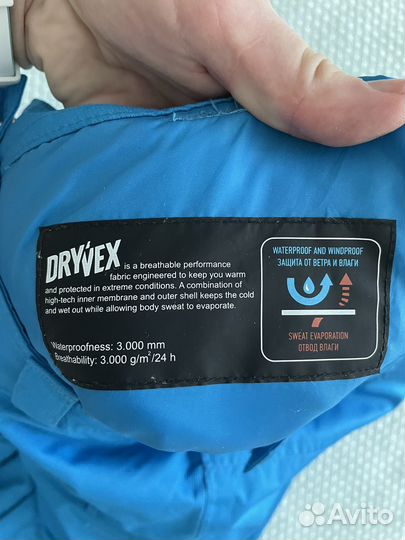 DRYVEX is a breathable performance
fabric engineered to keep you warm
and protected in extreme conditions. A combination of
high-tech inner membrane and outer shell keeps the cold
and wet out while allowing body sweat to evaporate.
Waterproofness: 3.000 mm
Breathability: 3.000 g/m²/24 h
WATERPROOF AND WINDPROOF
ЗАЩИТА ОТ ВЕТРА И ВЛАГИ
SWEAT EVAPORATION
ОТВОД ВЛАГИ
Avito